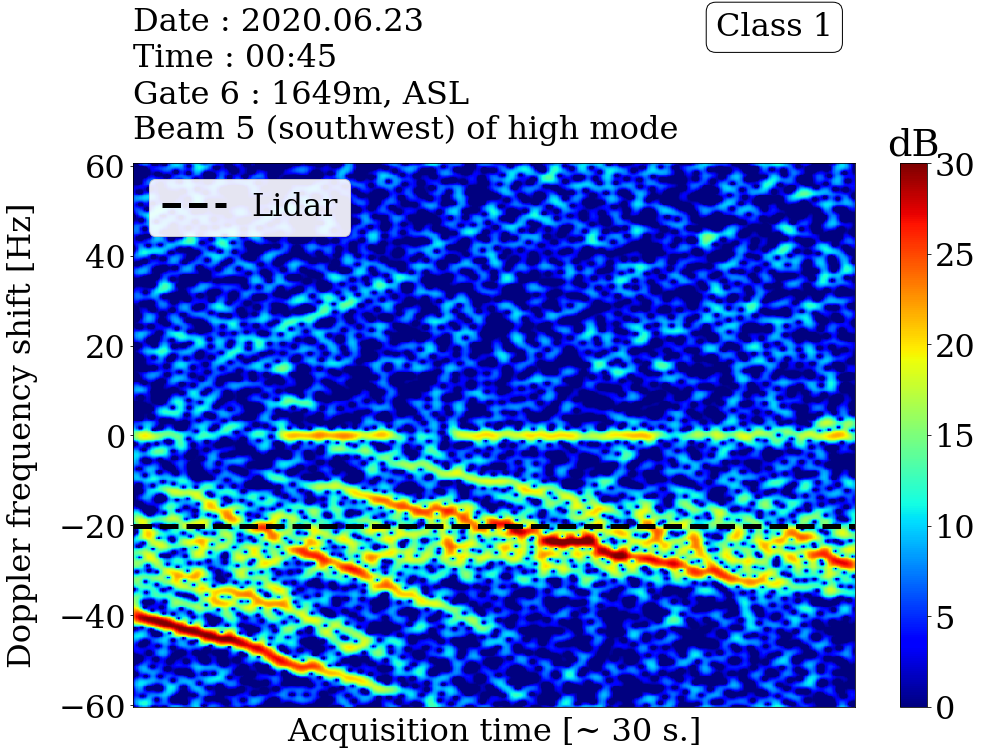 Date : 2020.06.23
Time : 00:45
Gate 6 : 1649m, ASL
Beam 5 (southwest) of high mode
Class 1
dB
Lidar
Doppler frequency shift [Hz]
60
40
20
0
−20
−40
−60
Acquisition time [~ 30 s.]
30
25
20
15
10
5
0